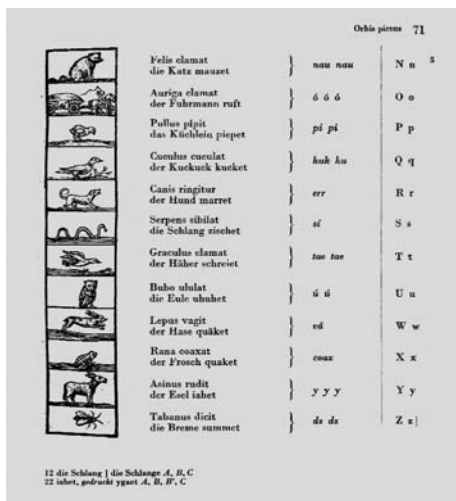 Orbis pictus 71
Felis clamat
die Katz mauzet } nau nau N n 5
Auriga clamat
der Fuhrmann ruft } ó ó ó O o
Pullus pipit
das Küchlein piepet } pi pi P p
Cuculus cuculat
der Kuckuck kucket } kuk ku Q q
Canis ringitur
der Hund marret } err R r
Serpens sibilat
die Schlang zischet } si S s
Graculus clamat
der Häher schreiet } tae tae T t
Bubo ululat
die Eule uhuhet } ú ú U u
Lepus vagit
der Hase quäket } vá W w
Rana coaxat
der Frosch quaket } coax X x
Asinus rudit
der Esel iahet } y y y Y y
Tabanus dicit
die Breme summet } ds ds Z z |
12 die Schlang ] die Schlange A, B, C
22 iahet, gedruckt ygaet A, B, B', C